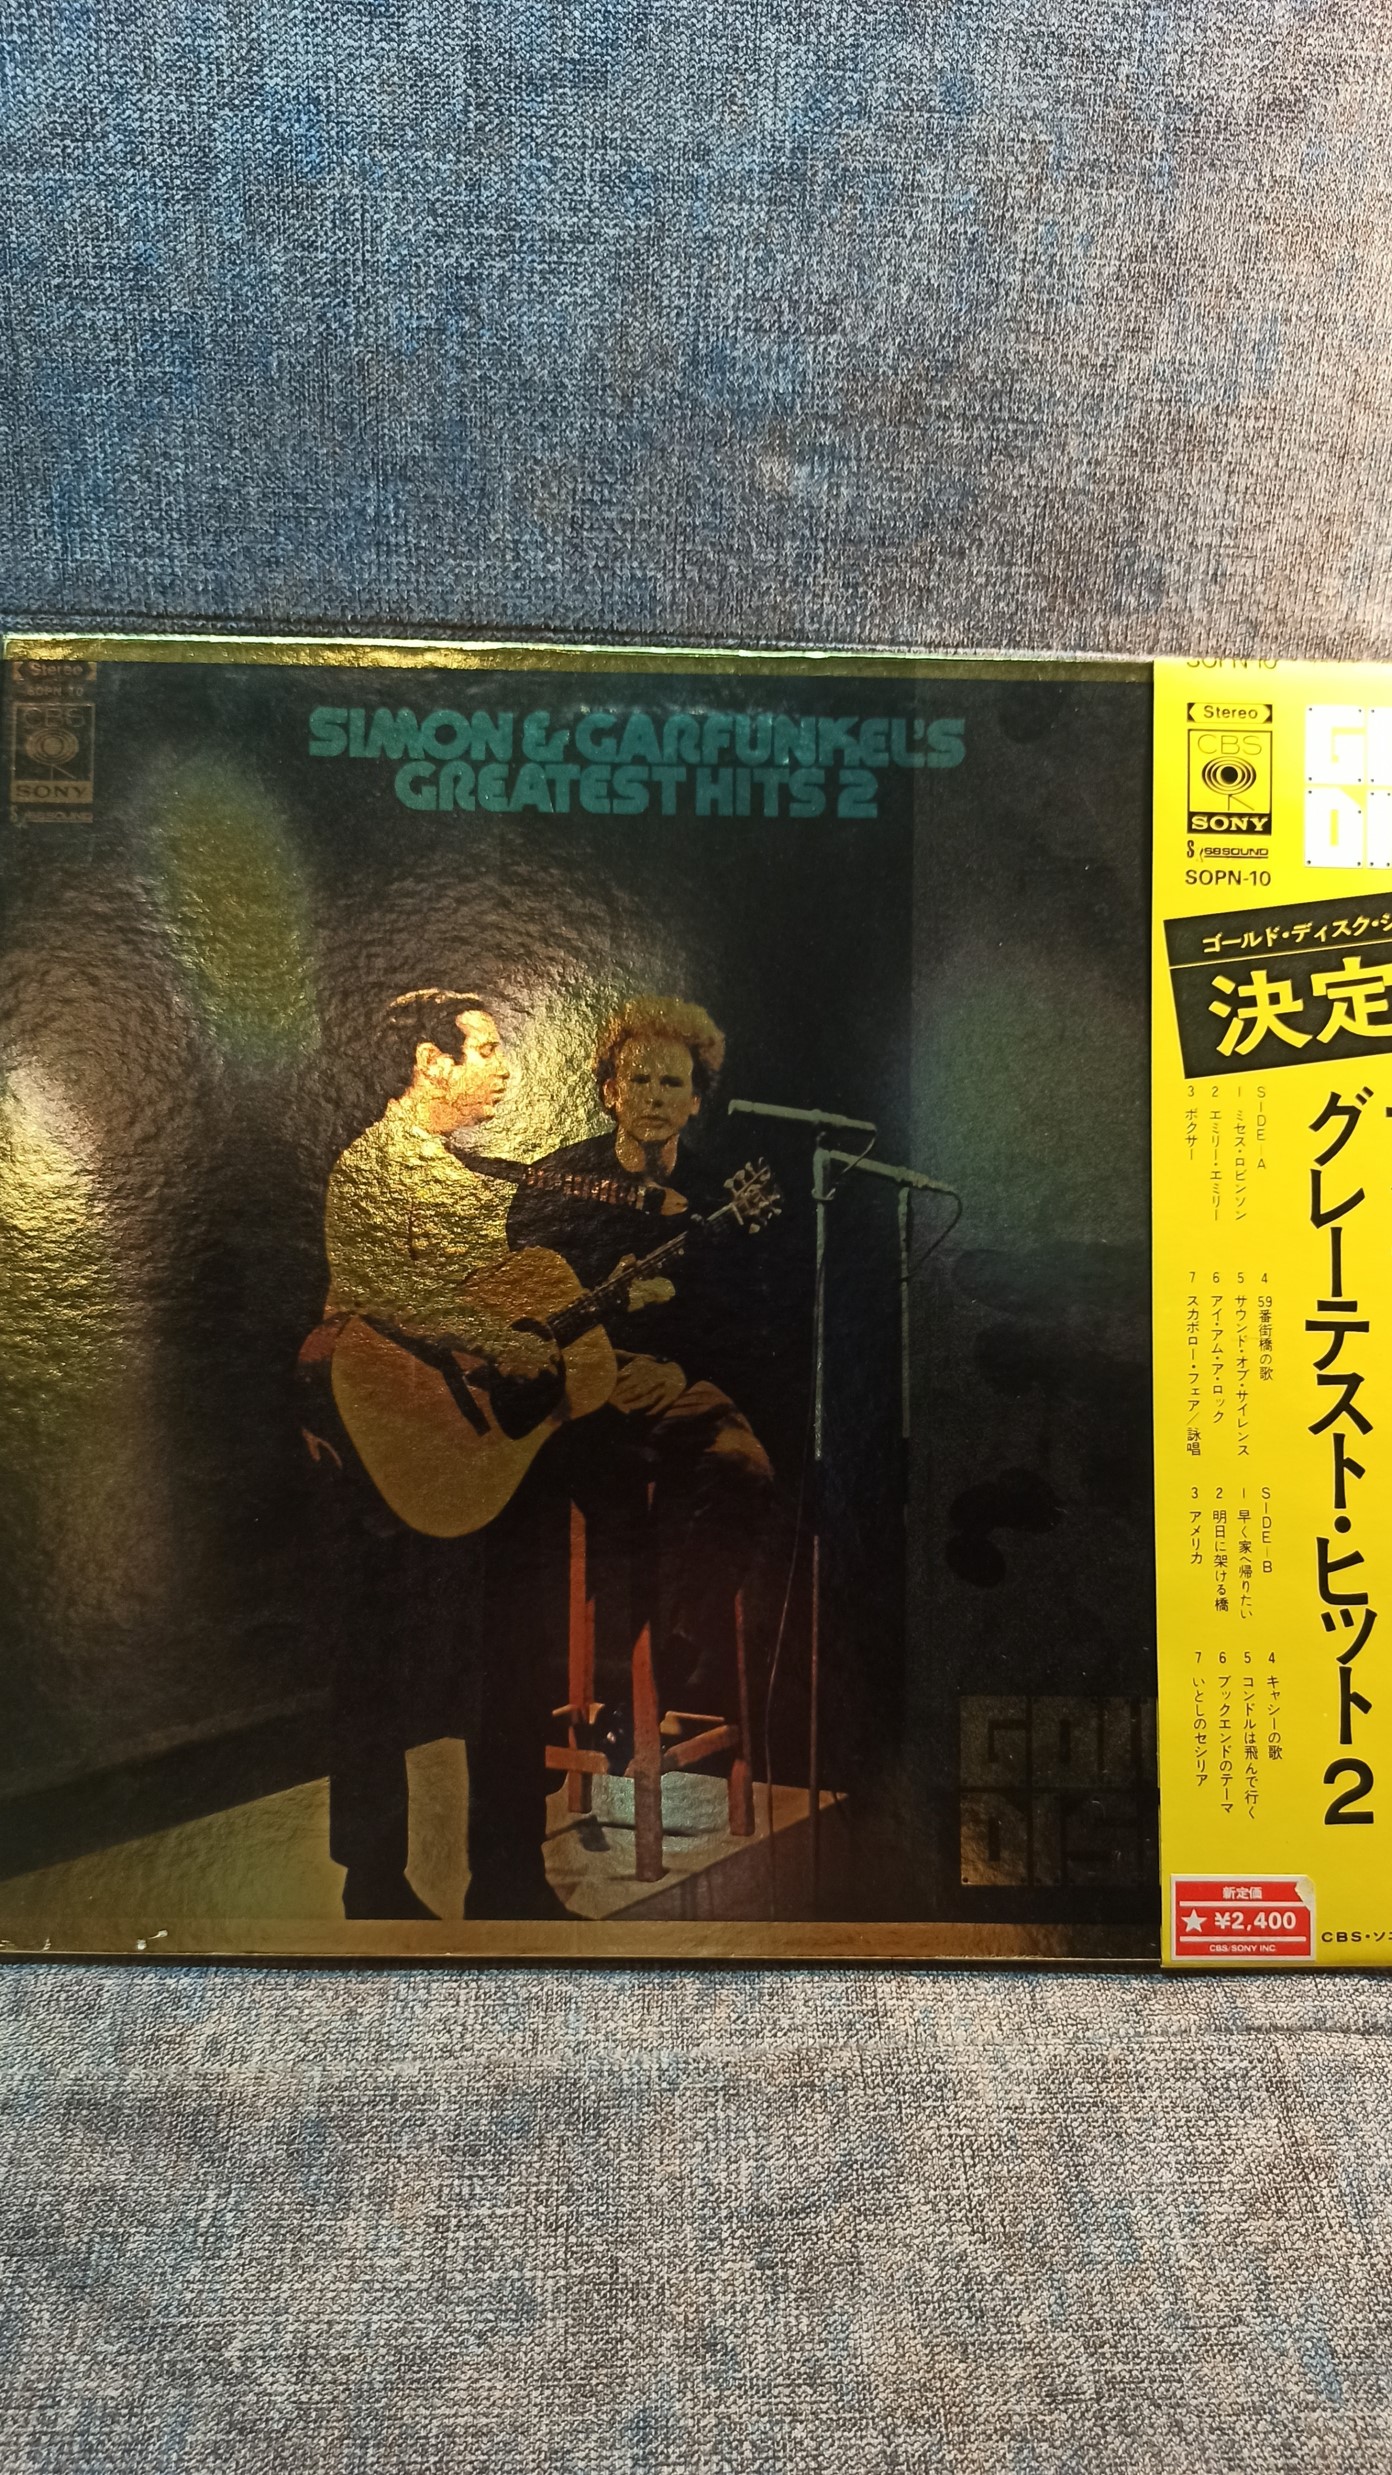 Stereo
SOPN 10
CBS
SONY
SIMON & GARFUNKEL'S
GREATEST HITS 2
GOL
DIS
SOPN-10
Stereo
CBS
SONY
SBSOUND
SOPN-10
ゴールド・ディスク・シ
決定
グレーテスト・ヒット2
SIDE-A
1 ミセス・ロビンソン
2 エミリー・エミリー
3 ボクサー
4 59番街橋の歌
5 サウンド・オブ・サイレンス
6 アイ・アム・ア・ロック
7 スカボロー・フェア/詠唱
SIDE-B
1 早く家へ帰りたい
2 明日に架ける橋
3 アメリカ
4 キャシーの歌
5 コンドルは飛んで行く
6 ブックエンドのテーマ
7 いとしのセシリア
新定価
★ ¥2,400
CBS/SONY INC.
CBS・ソニ